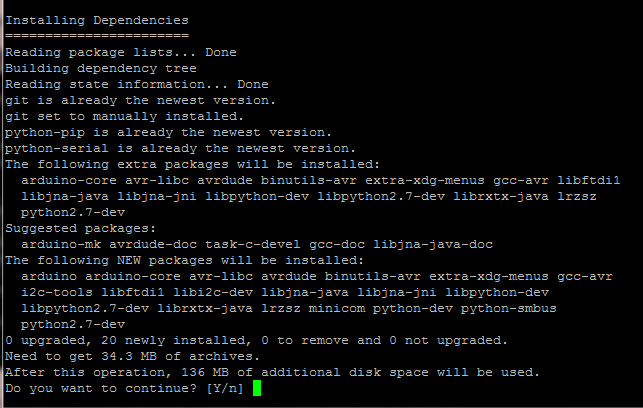 Installing Dependencies
=======================
Reading package lists... Done
Building dependency tree
Reading state information... Done
git is already the newest version.
git set to manually installed.
python-pip is already the newest version.
python-serial is already the newest version.
The following extra packages will be installed:
  arduino-core avr-libc avrdude binutils-avr extra-xdg-menus gcc-avr libftdi1
  libjna-java libjna-jni libpython-dev libpython2.7-dev librxtx-java lrzsz
  python2.7-dev
Suggested packages:
  arduino-mk avrdude-doc task-c-devel gcc-doc libjna-java-doc
The following NEW packages will be installed:
  arduino arduino-core avr-libc avrdude binutils-avr extra-xdg-menus gcc-avr
  i2c-tools libftdi1 libi2c-dev libjna-java libjna-jni libpython-dev
  libpython2.7-dev librxtx-java lrzsz minicom python-dev python-smbus
  python2.7-dev
0 upgraded, 20 newly installed, 0 to remove and 0 not upgraded.
Need to get 34.3 MB of archives.
After this operation, 136 MB of additional disk space will be used.
Do you want to continue? [Y/n]